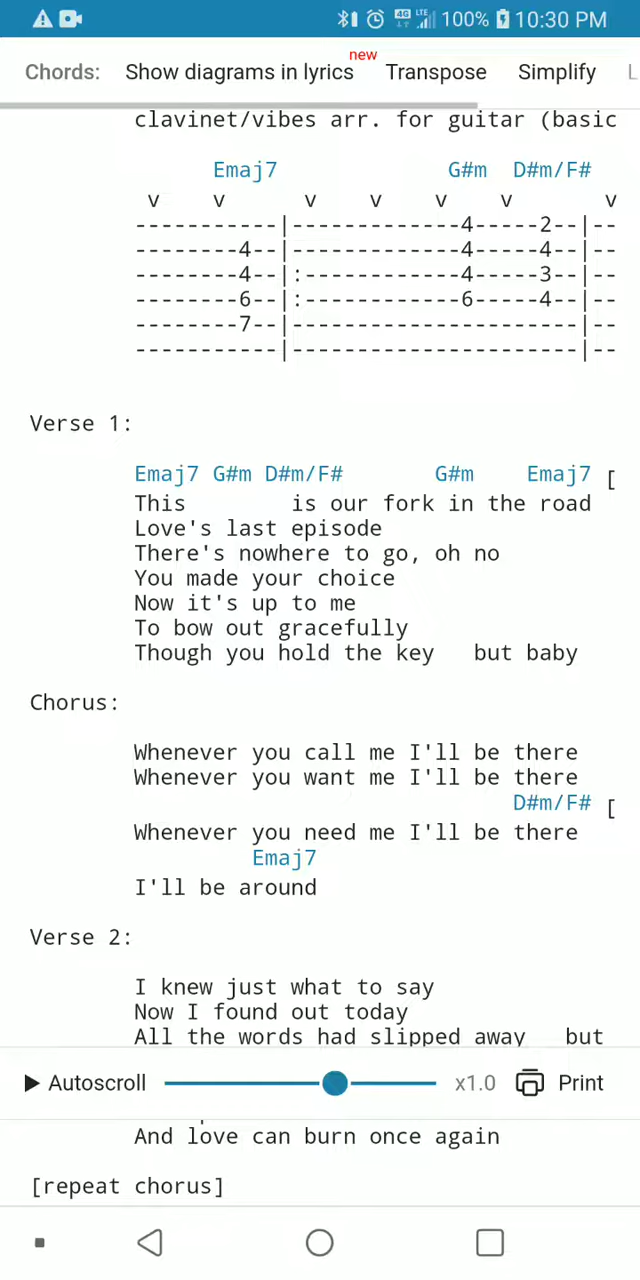 4G LTE 100% 10:30 PM
new
Chords: Show diagrams in lyrics Transpose Simplify L
clavinet/vibes arr. for guitar (basic
Emaj7 G#m D#m/F#
v v v v v v v
-----------|-------------4-----2--|--
--------4--|-------------4-----4--|--
--------4--|:------------4-----3--|--
--------6--|:------------6-----4--|--
--------7--|----------------------|--
-----------|----------------------|--
Verse 1:
Emaj7 G#m D#m/F# G#m Emaj7 [
This is our fork in the road
Love's last episode
There's nowhere to go, oh no
You made your choice
Now it's up to me
To bow out gracefully
Though you hold the key but baby
Chorus:
Whenever you call me I'll be there
Whenever you want me I'll be there
D#m/F# [
Whenever you need me I'll be there
Emaj7
I'll be around
Verse 2:
I knew just what to say
Now I found out today
All the words had slipped away but
Autoscroll x1.0 Print
And love can burn once again
[repeat chorus]